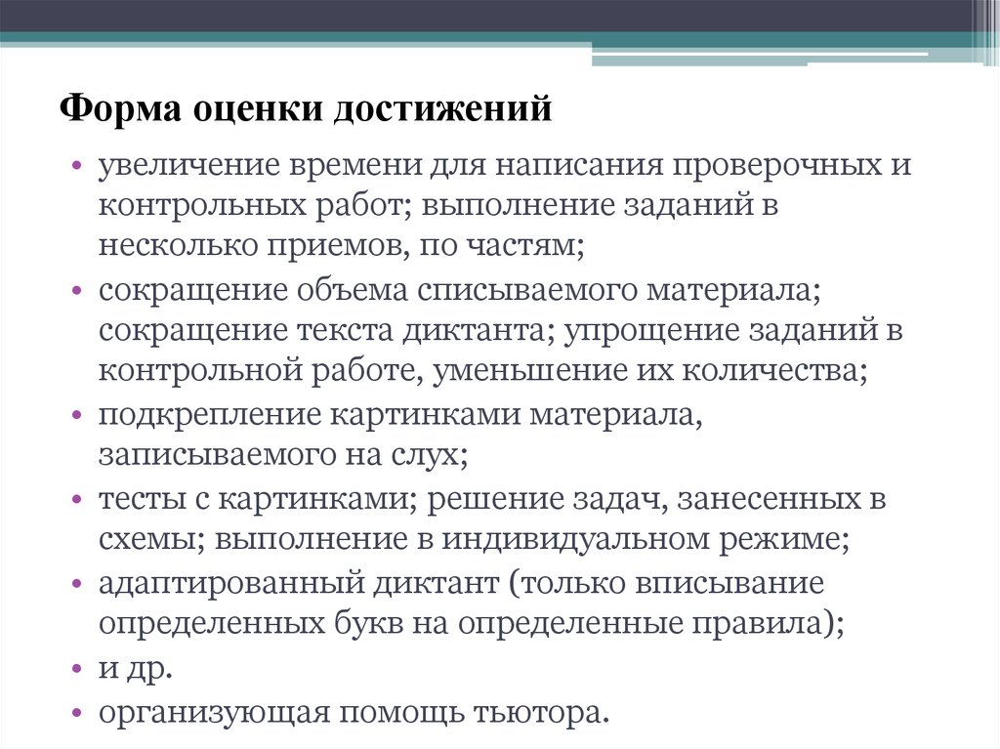 Форма оценки достижений
• увеличение времени для написания проверочных и
контрольных работ; выполнение заданий в
несколько приемов, по частям;
• сокращение объема списываемого материала;
сокращение текста диктанта; упрощение заданий в
контрольной работе, уменьшение их количества;
• подкрепление картинками материала,
записываемого на слух;
• тесты с картинками; решение задач, занесенных в
схемы; выполнение в индивидуальном режиме;
• адаптированный диктант (только вписывание
определенных букв на определенные правила);
• и др.
• организующая помощь тьютора.